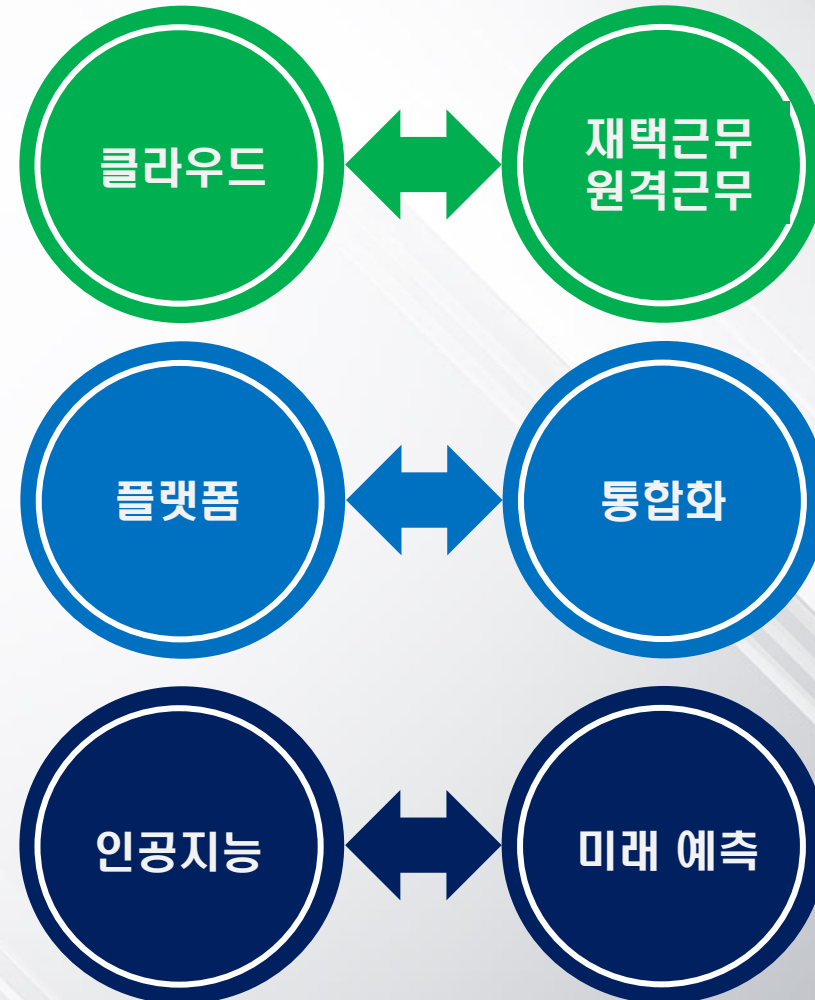 클라우드
재택근무
원격근무
플랫폼
통합화
인공지능
미래 예측